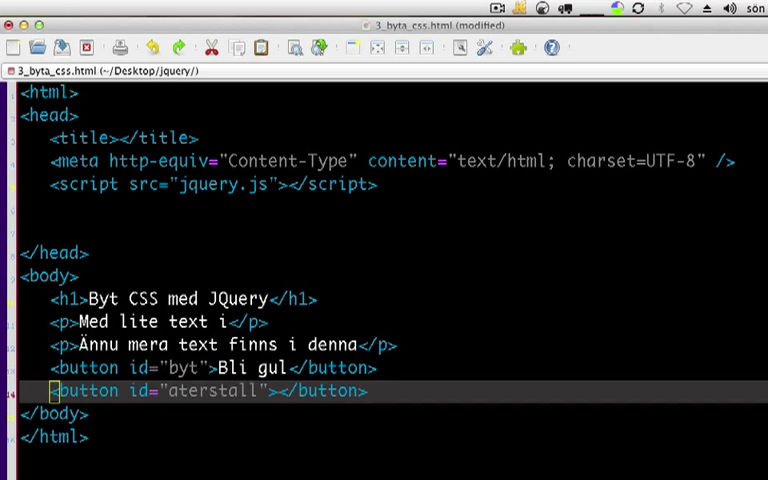 sön
3_byta_css.html (modified)
3_byta_css.html (~/Desktop/jquery/)
<html>
<head>
<title></title>
<meta http-equiv="Content-Type" content="text/html; charset=UTF-8" />
<script src="jquery.js"></script>
</head>
<body>
<h1>Byt CSS med JQuery</h1>
<p>Med lite text i</p>
<p>Ännu mera text finns i denna</p>
<button id="byt">Bli gul</button>
14 <button id="aterstall"></button>
</body>
</html>